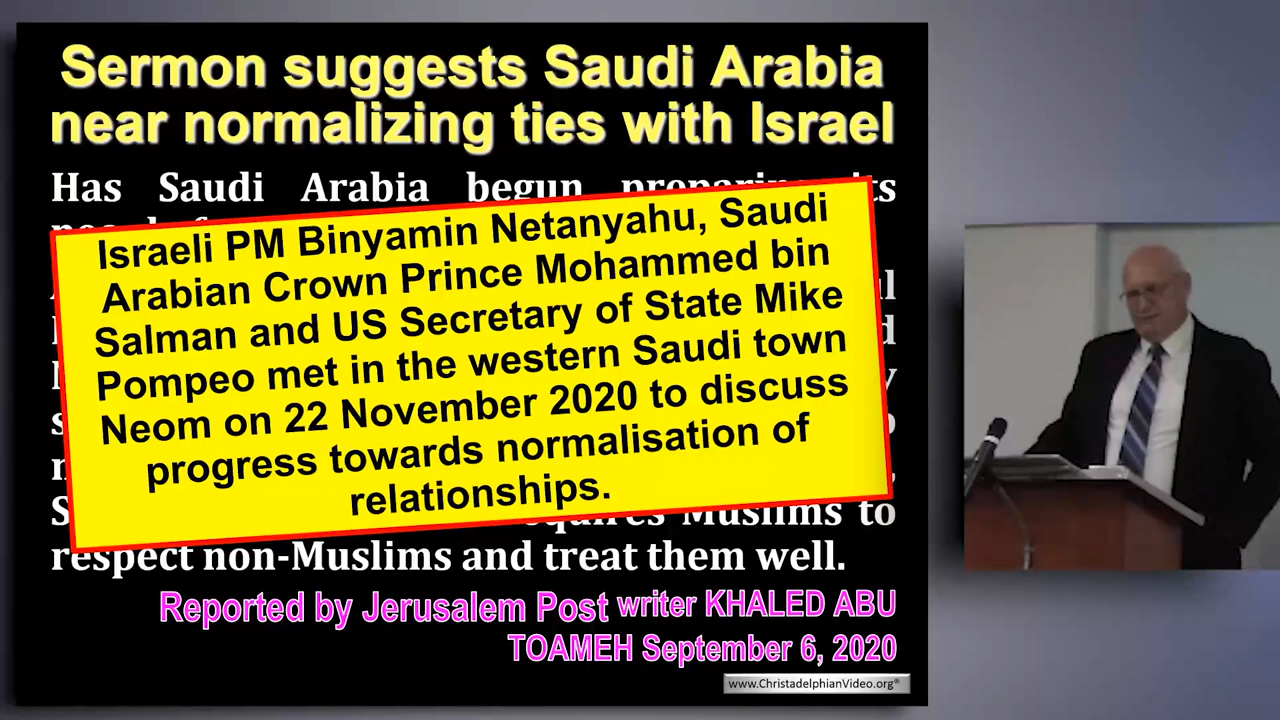 Sermon suggests Saudi Arabia
near normalizing ties with Israel
Has Saudi Arabia begun preparing its
Israeli PM Binyamin Netanyahu, Saudi
Arabian Crown Prince Mohammed bin
Salman and US Secretary of State Mike
Pompeo met in the western Saudi town
Neom on 22 November 2020 to discuss
progress towards normalisation of
relationships.
Muslims to
respect non-Muslims and treat them well.
Reported by Jerusalem Post writer KHALED ABU
TOAMEH September 6, 2020
www.ChristadelphianVideo.org®